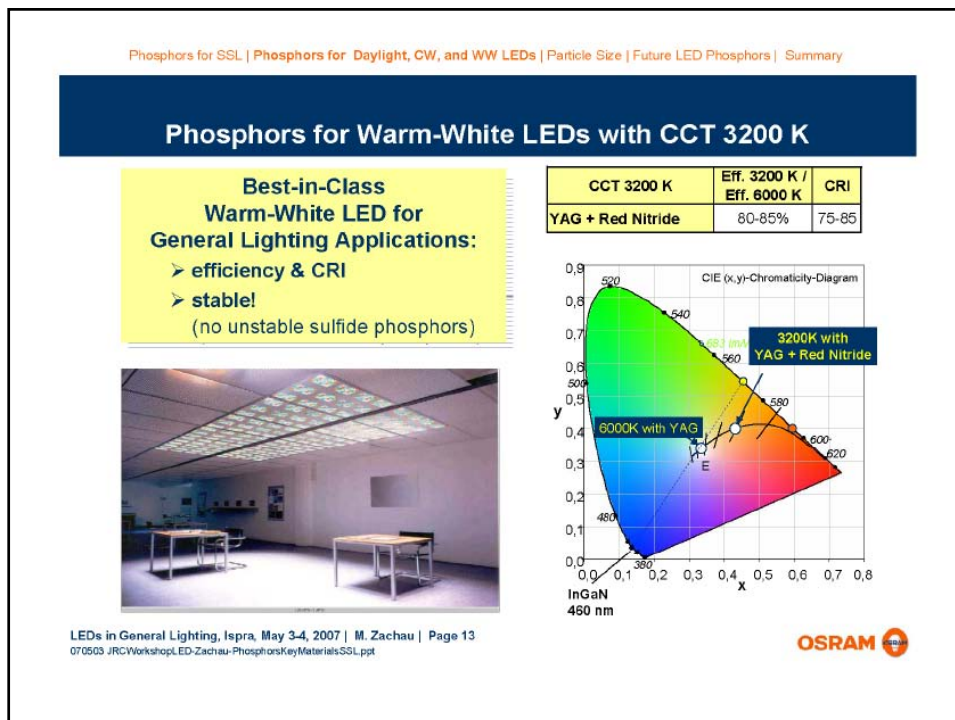 Phosphors for SSL | Phosphors for Daylight, CW, and WW LEDs | Particle Size | Future LED Phosphors | Summary
Phosphors for Warm-White LEDs with CCT 3200 K
Best-in-Class
Warm-White LED for
General Lighting Applications:
➢ efficiency & CRI
➢ stable!
(no unstable sulfide phosphors)
CCT 3200 K
Eff. 3200 K /
Eff. 6000 K
CRI
YAG + Red Nitride
80-85%
75-85
CIE (x,y)-Chromaticity-Diagram
0,9
0,8
0,7
0,6
0,5
y
0,4
0,3
0,2
0,1
0,0
520
540
683
560
500
580
600
620
480
380
3200K with
YAG + Red Nitride
6000K with YAG
E
0,0 0,1 0,2 0,3 0,4 0,5 0,6 0,7 0,8
x
InGaN
460 nm
LEDs in General Lighting, Ispra, May 3-4, 2007 | M. Zachau | Page 13
070503 JRCWorkshopLED-Zachau-PhosphorsKeyMaterialsSSL.ppt
OSRAM